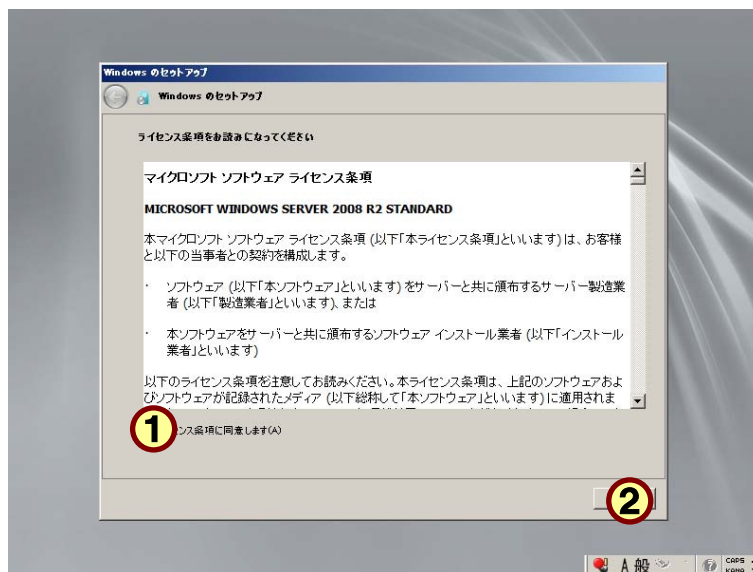 Windows のセットアップ
Windows のセットアップ
ライセンス条項をお読みになってください
マイクロソフト ソフトウェア ライセンス条項
MICROSOFT WINDOWS SERVER 2008 R2 STANDARD
本マイクロソフト ソフトウェア ライセンス条項 (以下「本ライセンス条項」といいます) は、お客様
と以下の当事者との契約を構成します。
· ソフトウェア (以下「本ソフトウェア」といいます) をサーバーと共に頒布するサーバー製造業
者 (以下「製造業者」といいます)、または
· 本ソフトウェアをサーバーと共に頒布するソフトウェア インストール業者 (以下「インストール
業者」といいます)
以下のライセンス条項を注意してお読みください。本ライセンス条項は、上記のソフトウェアおよ
びソフトウェアが記録されたメディア (以下総称して「本ソフトウェア」といいます) に適用されま
1
ンス条項に同意します(A)
2
A 般
CAPS
KANA